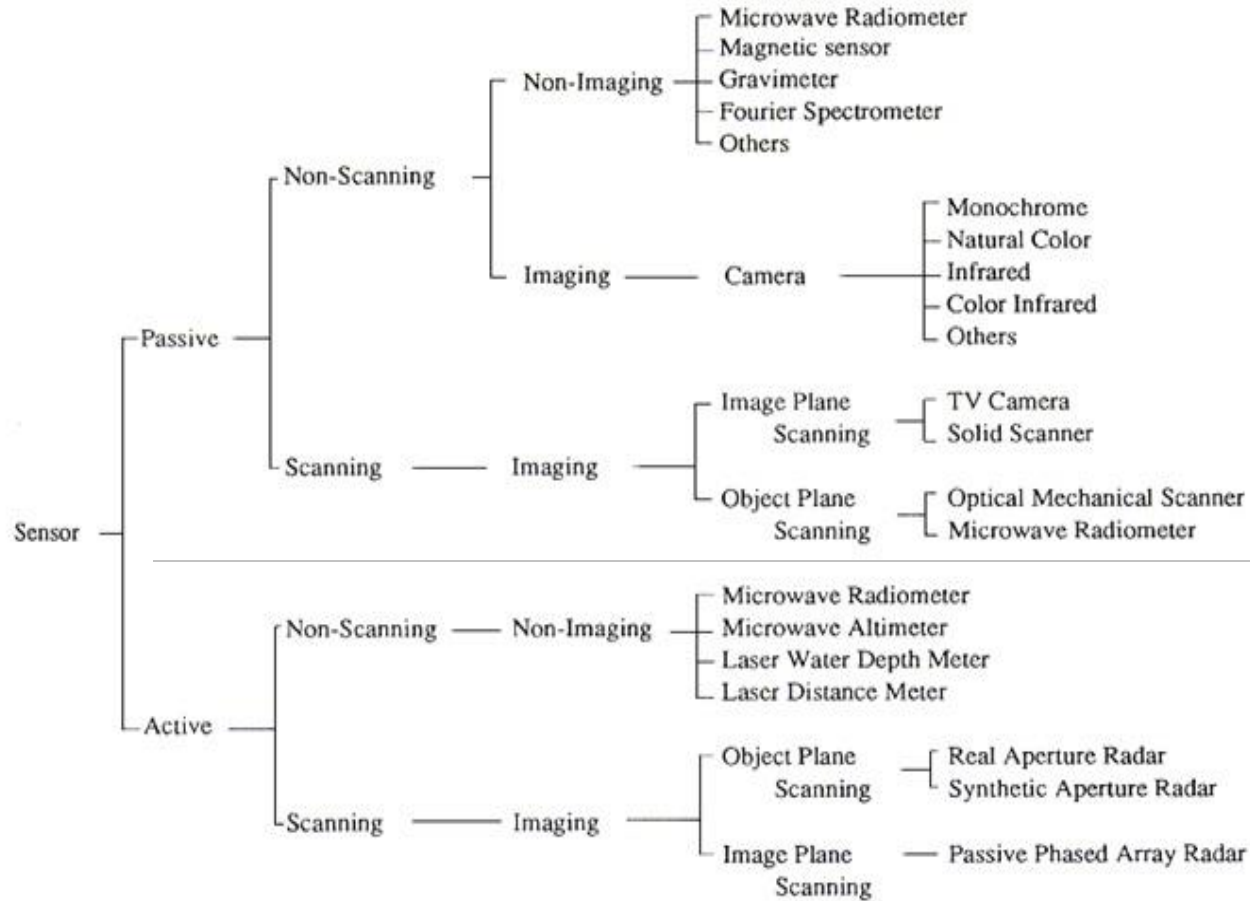 Microwave Radiometer
Magnetic sensor
Non-Imaging
Gravimeter
Fourier Spectrometer
Others
Non-Scanning
Monochrome
Natural Color
Imaging
Camera
Infrared
Color Infrared
Others
Passive
Image Plane
Scanning
TV Camera
Solid Scanner
Scanning
Imaging
Object Plane
Scanning
Optical Mechanical Scanner
Microwave Radiometer
Sensor
Microwave Radiometer
Non-Scanning
Non-Imaging
Microwave Altimeter
Laser Water Depth Meter
Laser Distance Meter
Active
Object Plane
Scanning
Real Aperture Radar
Synthetic Aperture Radar
Scanning
Imaging
Image Plane
Scanning
Passive Phased Array Radar